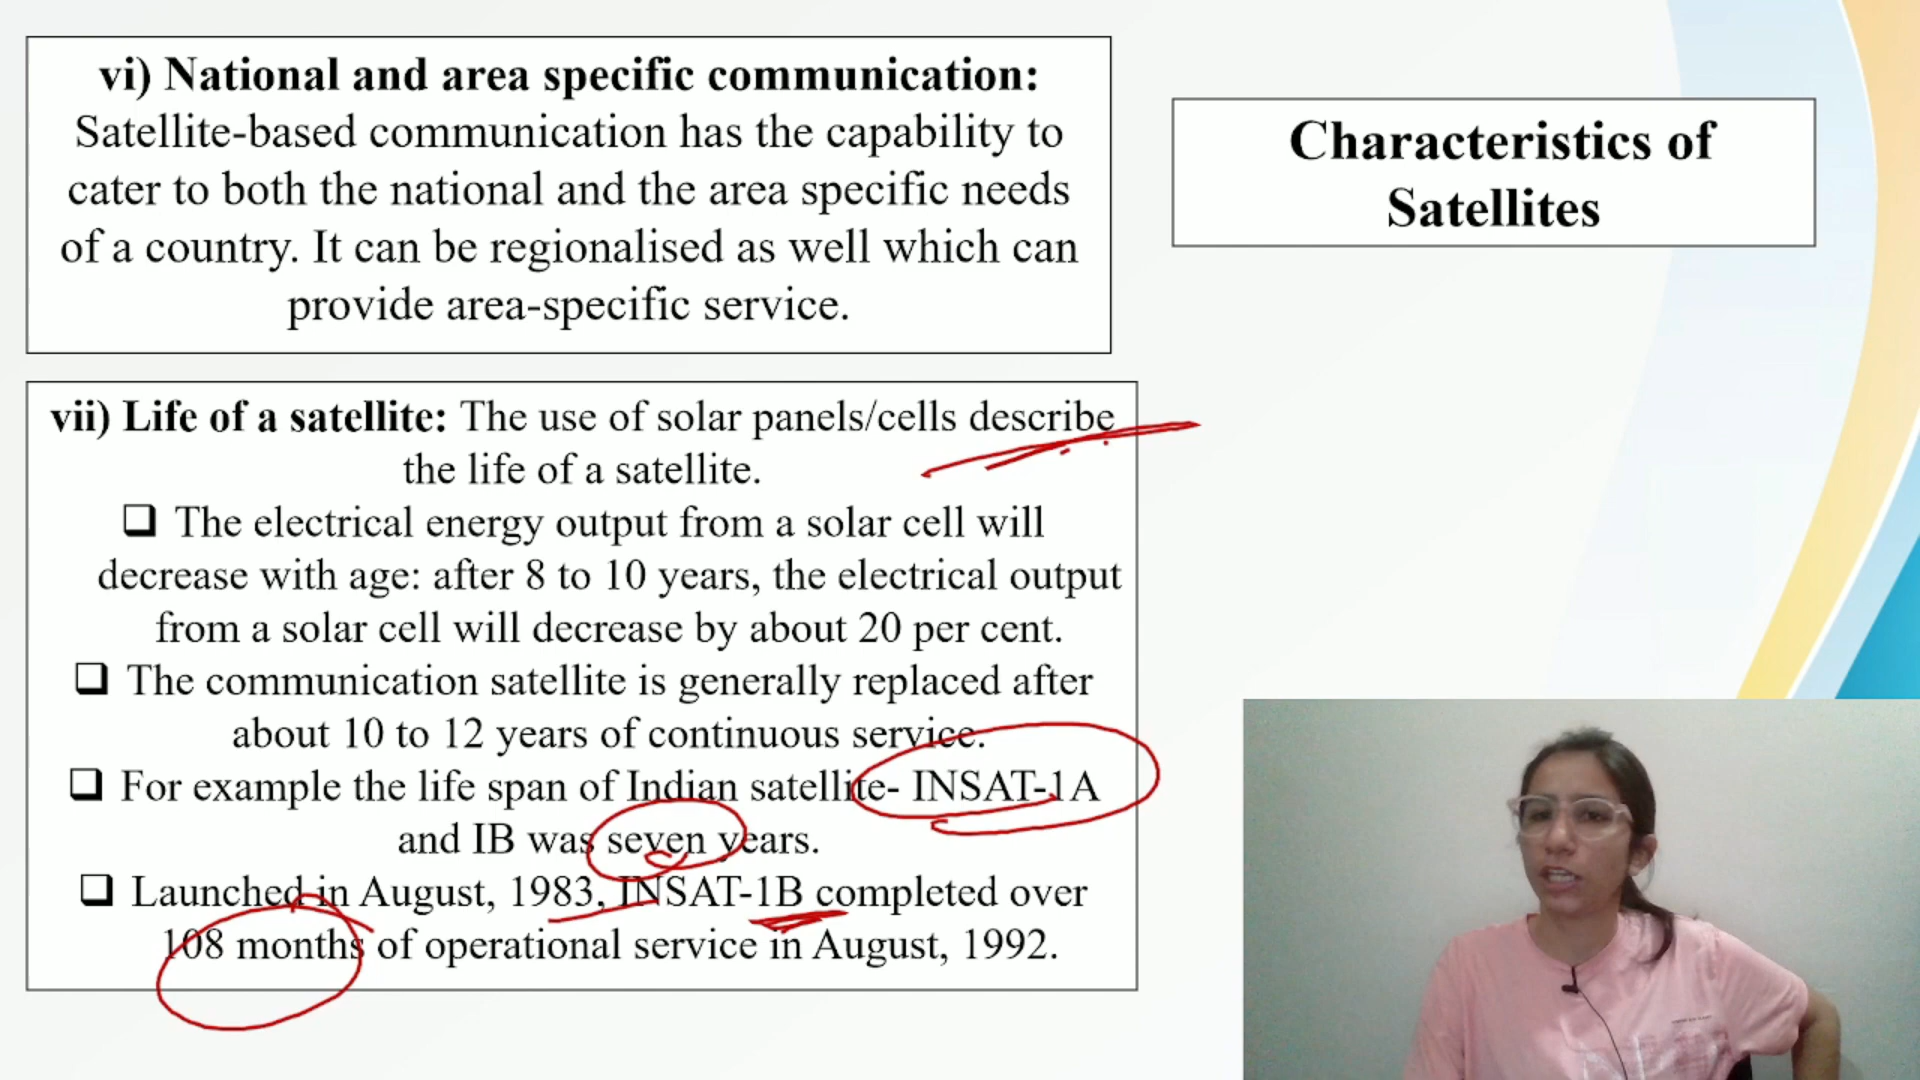 vi) National and area specific communication:
Satellite-based communication has the capability to
cater to both the national and the area specific needs
of a country. It can be regionalised as well which can
provide area-specific service.
Characteristics of
Satellites
vii) Life of a satellite: The use of solar panels/cells describe
the life of a satellite.
❑ The electrical energy output from a solar cell will
decrease with age: after 8 to 10 years, the electrical output
from a solar cell will decrease by about 20 per cent.
❑ The communication satellite is generally replaced after
about 10 to 12 years of continuous service.
❑ For example the life span of Indian satellite- INSAT-1A
and IB was seven years.
❑ Launched in August, 1983, INSAT-1B completed over
108 months of operational service in August, 1992.